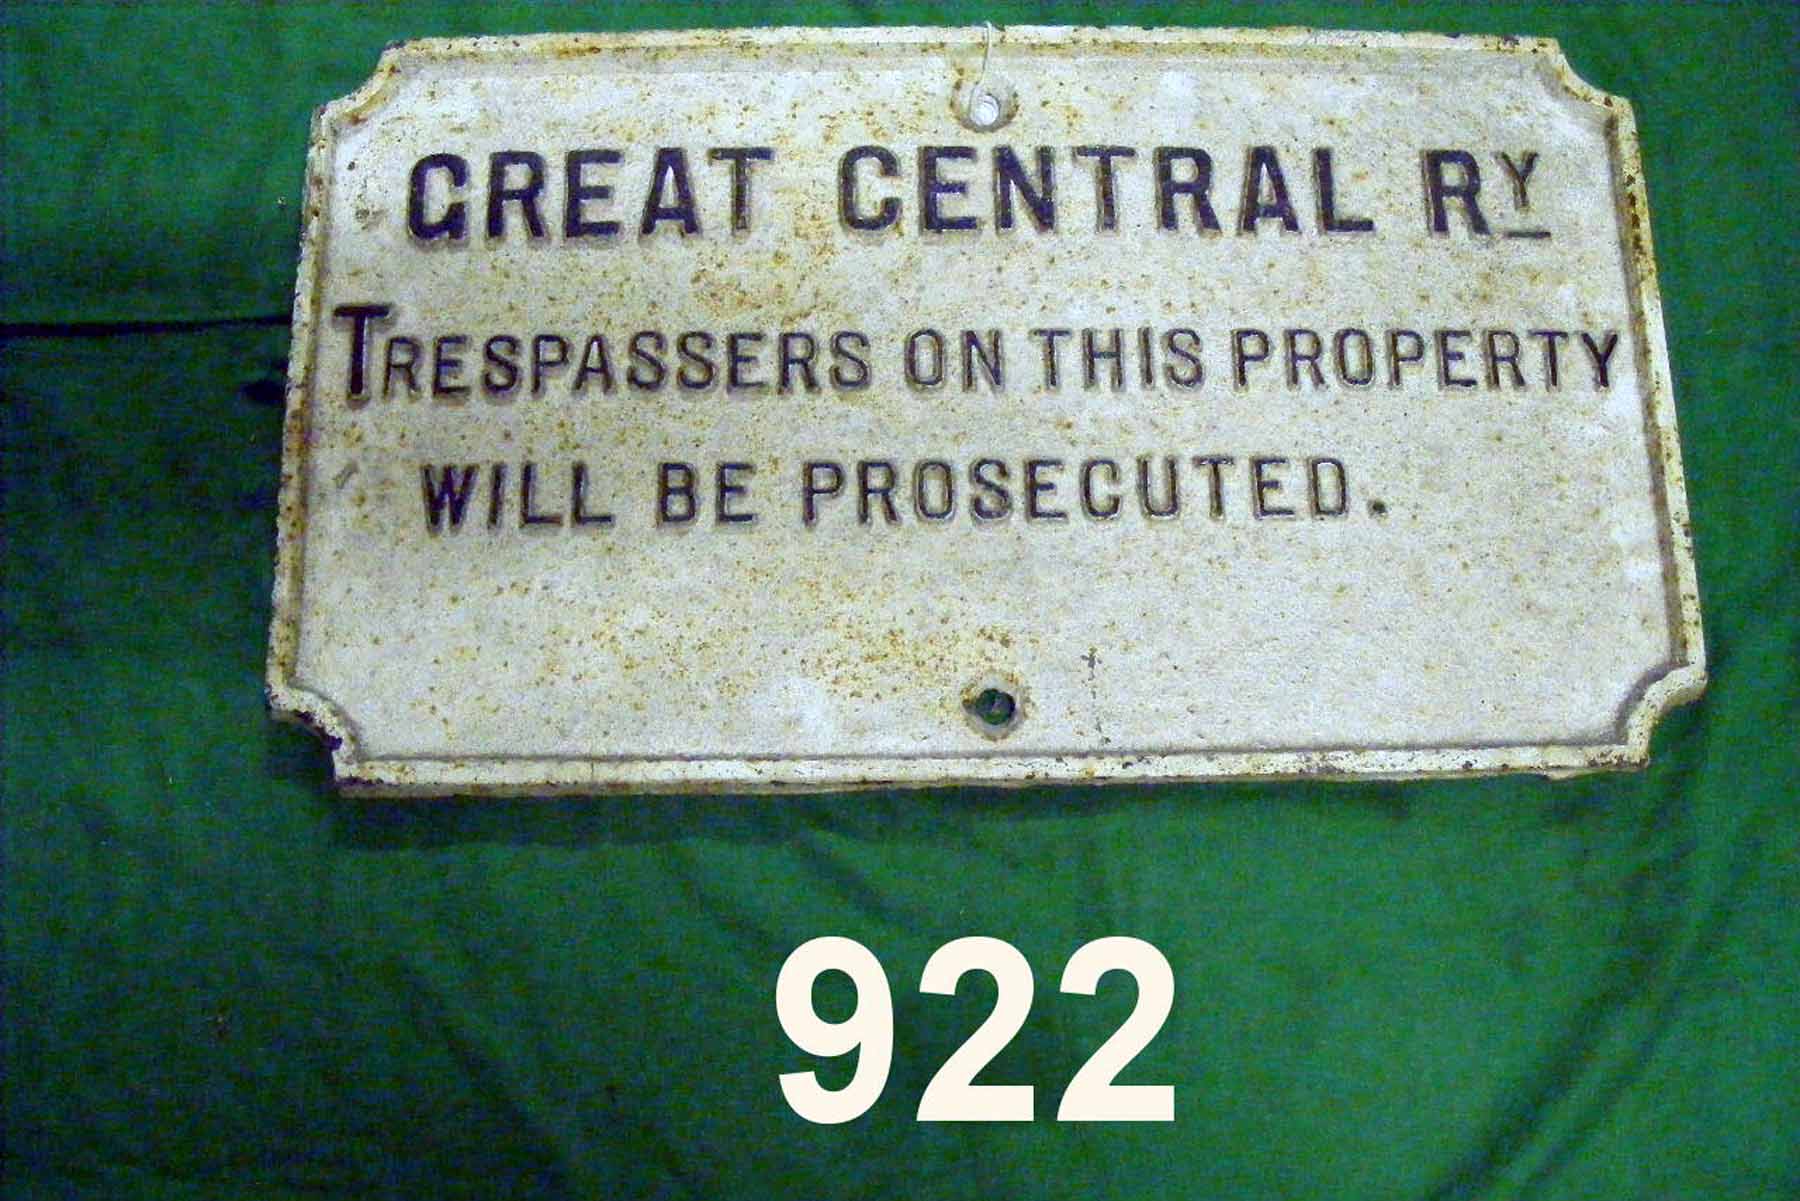 GREAT CENTRAL RY
TRESPASSERS ON THIS PROPERTY
WILL BE PROSECUTED.
922